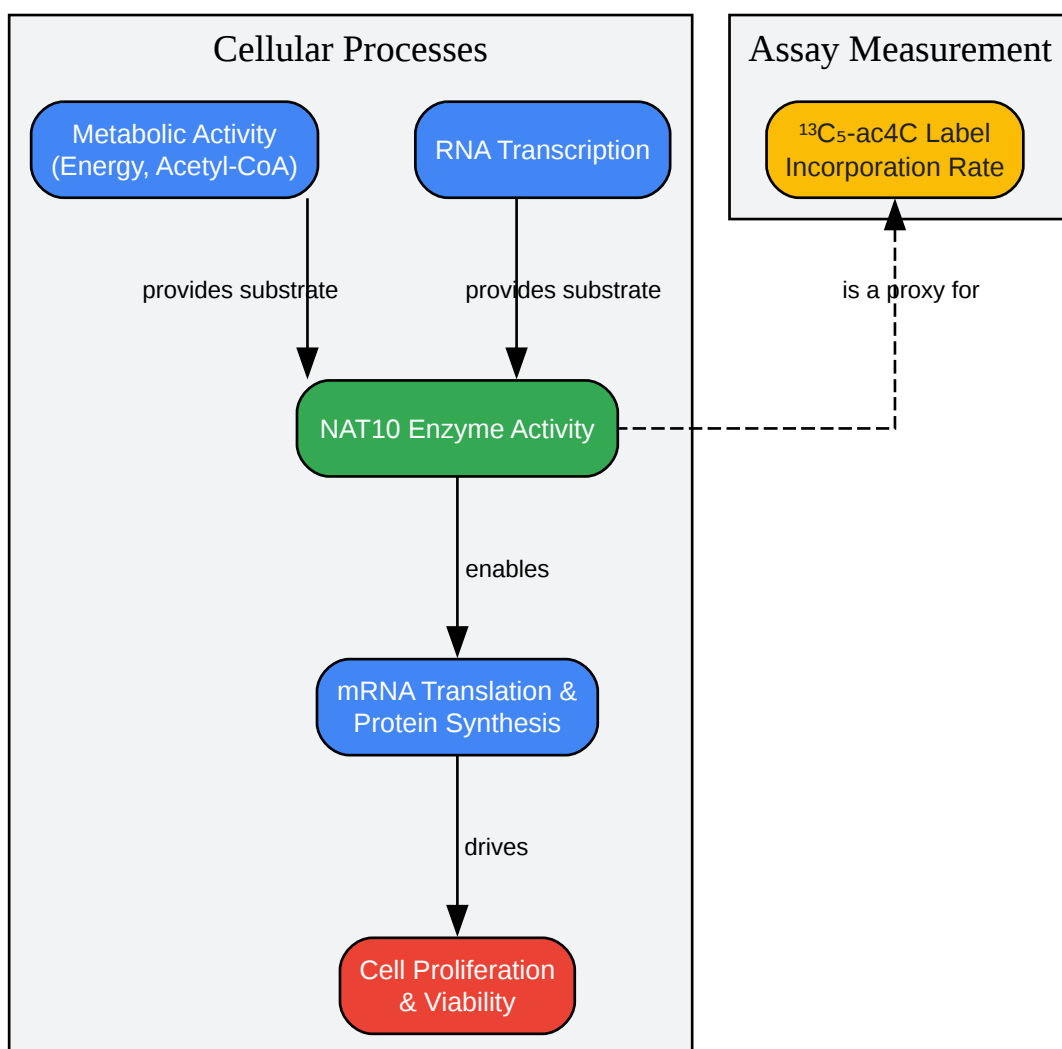 Cellular Processes
Assay Measurement
Metabolic Activity
(Energy, Acetyl-CoA)
RNA Transcription
¹³C₅-ac4C Label
Incorporation Rate
provides substrate
provides substrate
is a proxy for
NAT10 Enzyme Activity
enables
mRNA Translation &
Protein Synthesis
drives
Cell Proliferation
& Viability